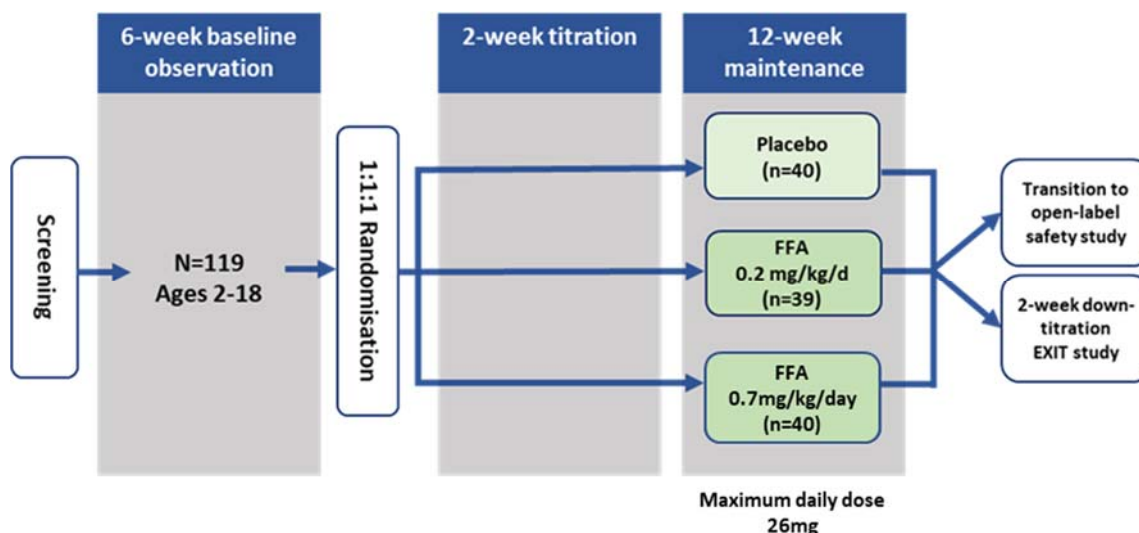 6-week baseline
observation
2-week titration
12-week
maintenance
Screening
N=119
Ages 2-18
1:1:1 Randomisation
Placebo
(n=40)
FFA
0.2 mg/kg/d
(n=39)
FFA
0.7mg/kg/day
(n=40)
Transition to
open-label
safety study
2-week down-
titration
EXIT study
Maximum daily dose
26mg